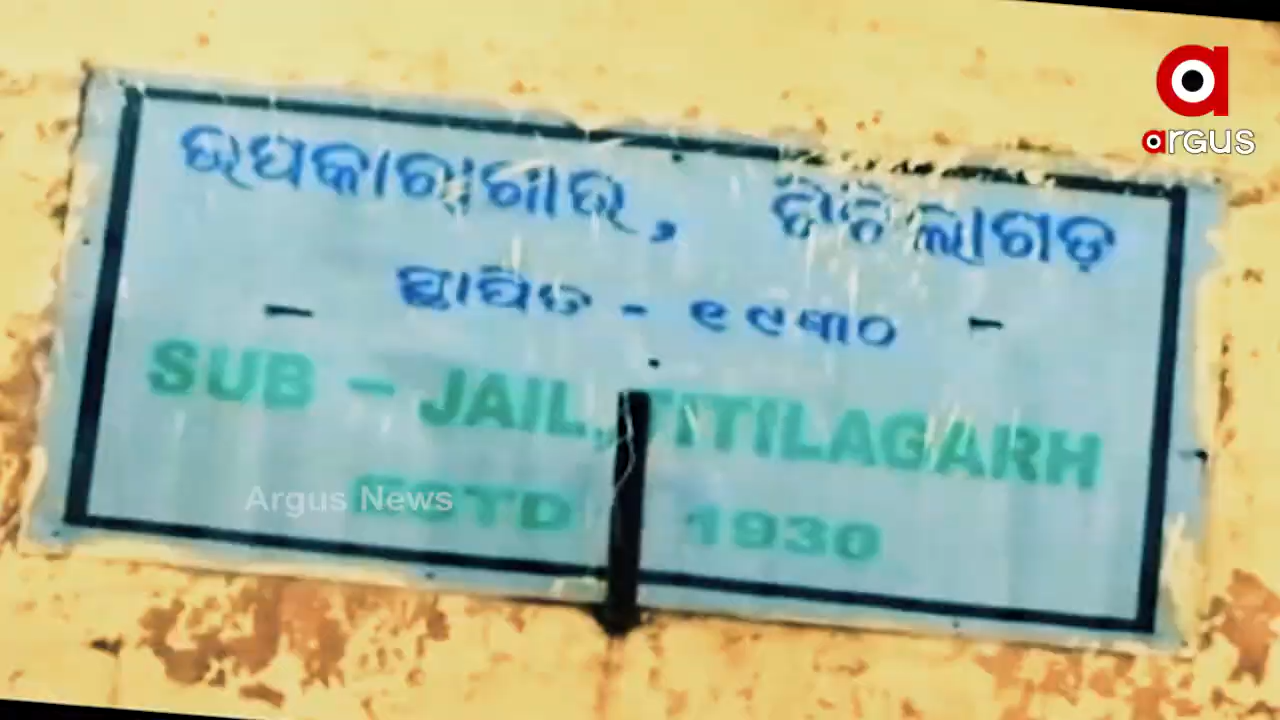 ଉପକାରାଗାର, ଟିଟିଲାଗଡ଼
ସ୍ଥାପିତ - ୧୯୩୦
SUB - JAIL, TITILAGARH
ESTD 1930
Argus News
argus